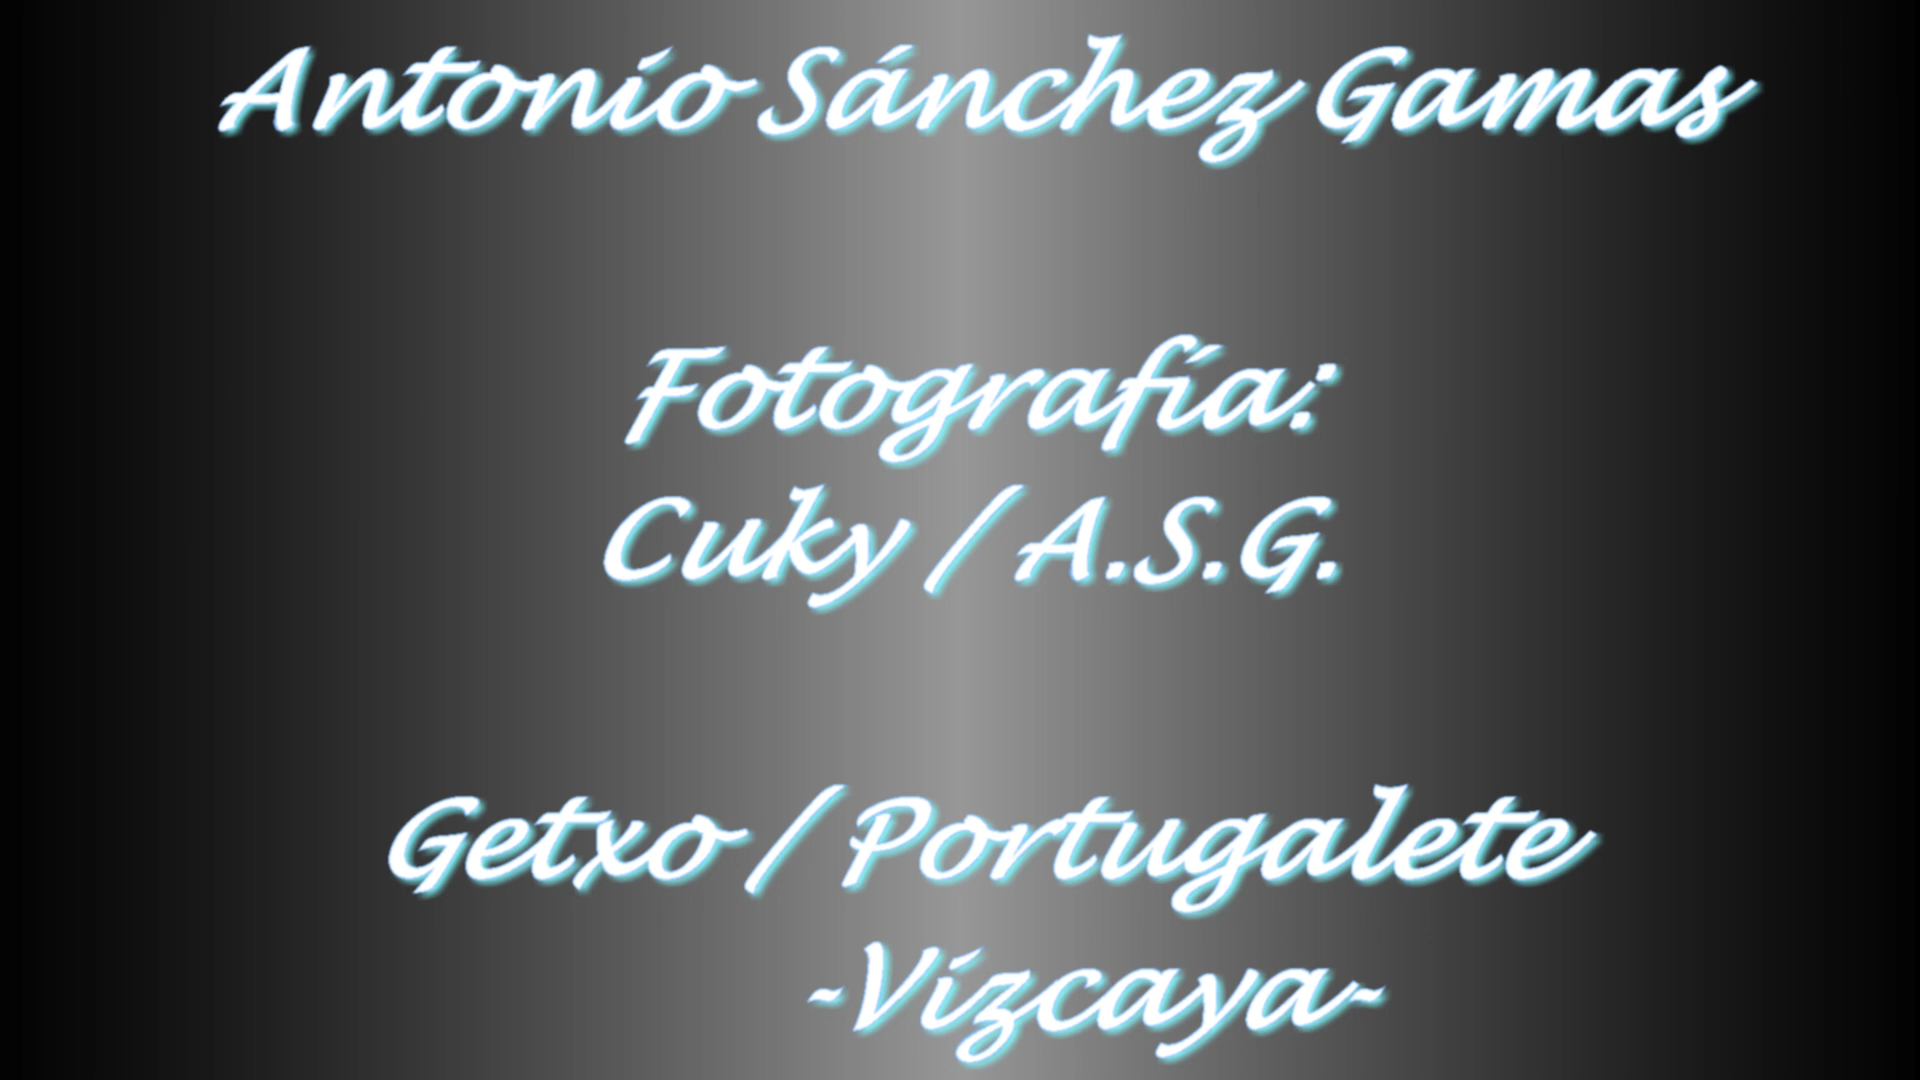 Antonio Sánchez Gamas
Fotografía:
Cuky / A.S.G.
Getxo / Portugalete
-Vizcaya-